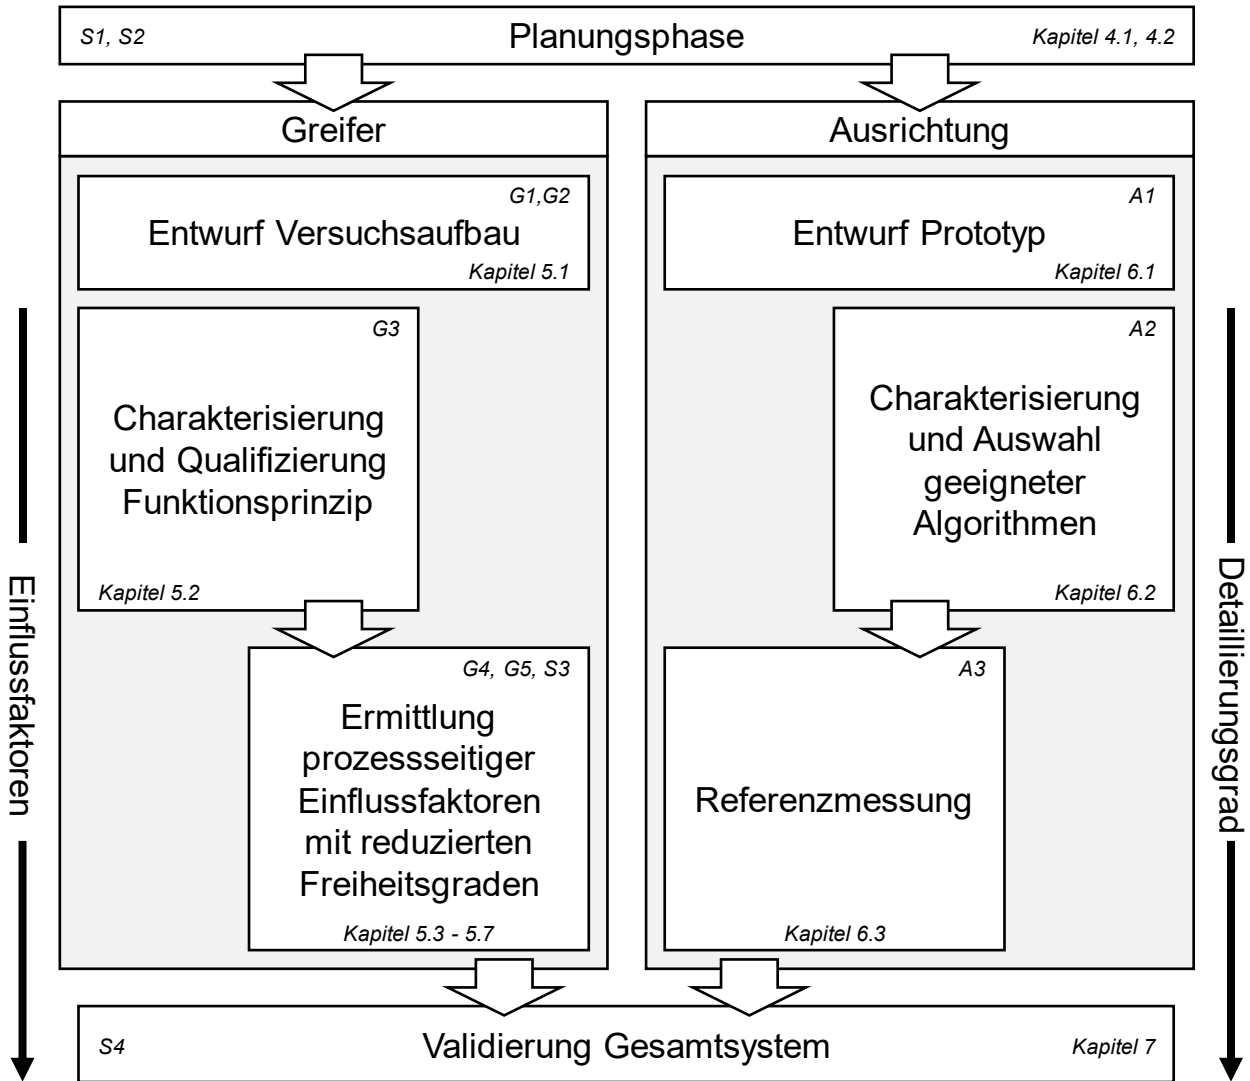 S1, S2 Planungsphase Kapitel 4.1, 4.2
Greifer
G1,G2
Entwurf Versuchsaufbau
Kapitel 5.1
G3
Charakterisierung
und Qualifizierung
Funktionsprinzip
Kapitel 5.2
G4, G5, S3
Ermittlung
prozessseitiger
Einflussfaktoren
mit reduzierten
Freiheitsgraden
Kapitel 5.3 - 5.7
Ausrichtung
A1
Entwurf Prototyp
Kapitel 6.1
A2
Charakterisierung
und Auswahl
geeigneter
Algorithmen
Kapitel 6.2
A3
Referenzmessung
Kapitel 6.3
Einflussfaktoren
Detaillierungsgrad
S4 Validierung Gesamtsystem Kapitel 7